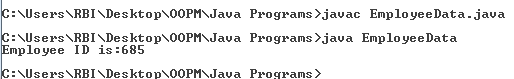 C:\Users\RBI\Desktop\OOPM\Java Programs>javac EmployeeData.java
C:\Users\RBI\Desktop\OOPM\Java Programs>java EmployeeData
Employee ID is:685
C:\Users\RBI\Desktop\OOPM\Java Programs>